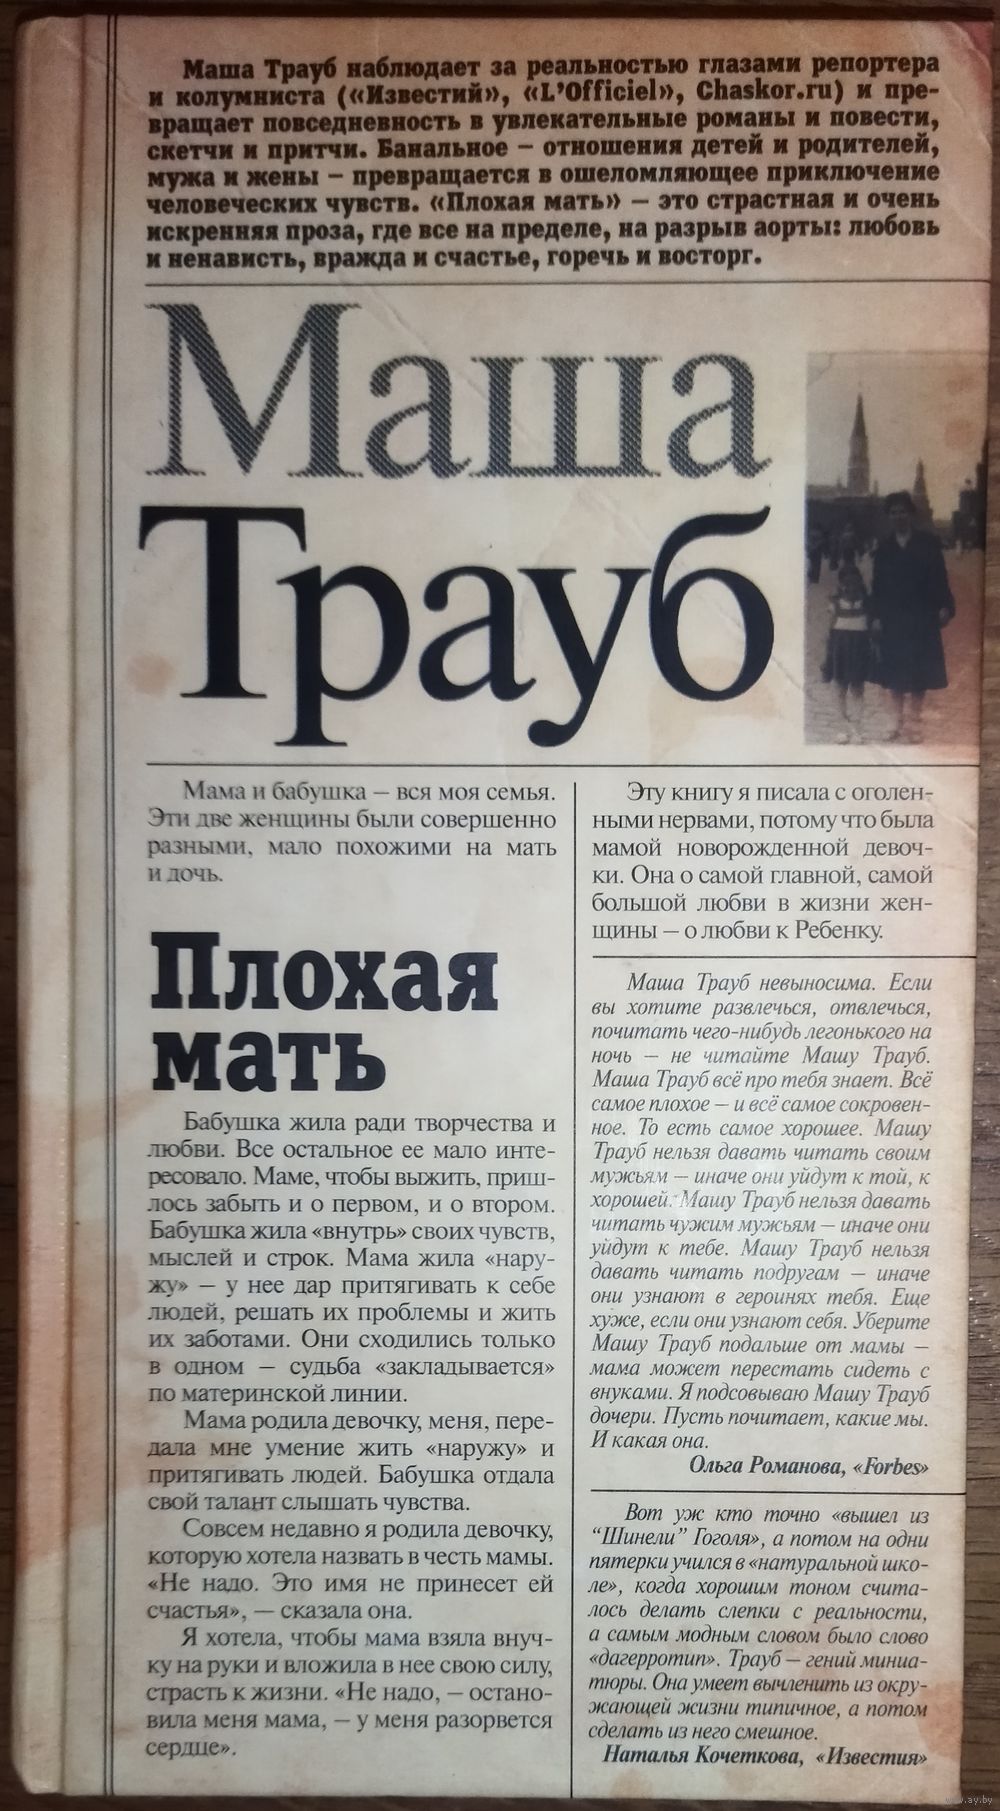 Маша Трауб наблюдает за реальностью глазами репортера
и колумниста («Известий», «L’Officiel», Chaskor.ru) и пре-
вращает повседневность в увлекательные романы и повести,
скетчи и притчи. Банальное – отношения детей и родителей,
мужа и жены – превращается в ошеломляющее приключение
человеческих чувств. «Плохая мать» – это страстная и очень
искренняя проза, где все на пределе, на разрыв аорты: любовь
и ненависть, вражда и счастье, горечь и восторг.
Маша
Трауб
Мама и бабушка – вся моя семья.
Эти две женщины были совершенно
разными, мало похожими на мать
и дочь.
Плохая
мать
Бабушка жила ради творчества и
любви. Все остальное ее мало инте-
ресовало. Маме, чтобы выжить, приш-
лось забыть и о первом, и о втором.
Бабушка жила «внутрь» своих чувств,
мыслей и строк. Мама жила «нару-
жу» – у нее дар притягивать к себе
людей, решать их проблемы и жить
их заботами. Они сходились только
в одном – судьба «закладывается»
по материнской линии.
Мама родила девочку, меня, пере-
дала мне умение жить «наружу» и
притягивать людей. Бабушка отдала
свой талант слышать чувства.
Совсем недавно я родила девочку,
которую хотела назвать в честь мамы.
«Не надо. Это имя не принесет ей
счастья», — сказала она.
Я хотела, чтобы мама взяла внуч-
ку на руки и вложила в нее свою силу,
страсть к жизни. «Не надо, – остано-
вила меня мама, – у меня разорвется
сердце».
Эту книгу я писала с оголен-
ными нервами, потому что была
мамой новорожденной девоч-
ки. Она о самой главной, самой
большой любви в жизни жен-
щины – о любви к Ребенку.
Маша Трауб невыносима. Если
вы хотите развлечься, отвлечься,
почитать чего-нибудь легонького на
ночь – не читайте Машу Трауб.
Маша Трауб всё про тебя знает. Всё
самое плохое – и всё самое сокровен-
ное. То есть самое хорошее. Машу
Трауб нельзя давать читать своим
мужьям – иначе они уйдут к той, к
хорошей. Машу Трауб нельзя давать
читать чужим мужьям – иначе они
уйдут к тебе. Машу Трауб нельзя
давать читать подругам – иначе
они узнают в героинях тебя. Еще
хуже, если они узнают себя. Уберите
Машу Трауб подальше от мамы –
мама может перестать сидеть с
внуками. Я подсовываю Машу Трауб
дочери. Пусть почитает, какие мы.
И какая она.
Ольга Романова, «Forbes»
Вот уж кто точно «вышел из
“Шинели” Гоголя», а потом на одни
пятерки учился в «натуральной шко-
ле», когда хорошим тоном счита-
лось делать слепки с реальности,
а самым модным словом было слово
«дагерротип». Трауб – гений миниа-
тюры. Она умеет вычленить из окру-
жающей жизни типичное, а потом
сделать из него смешное.
Наталья Кочеткова, «Известия»
www.ay.by